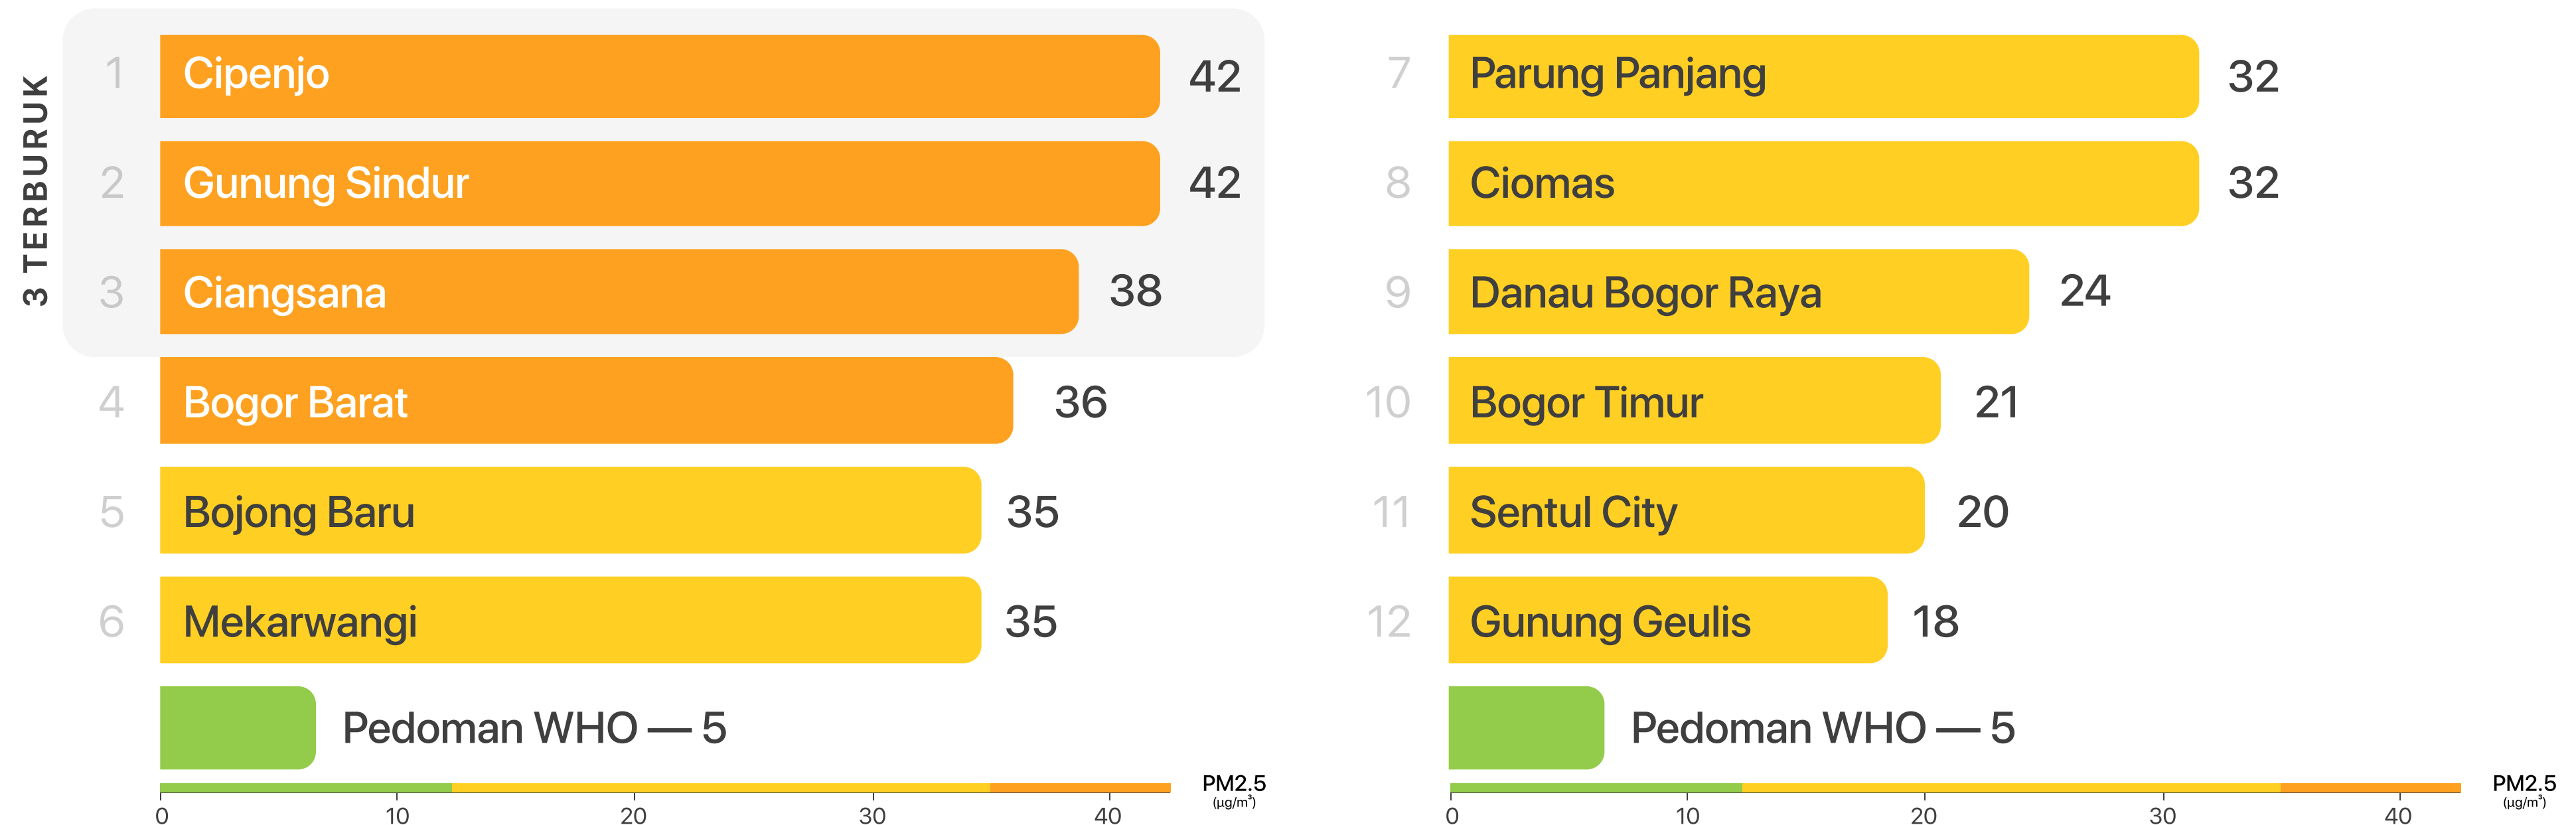 3 TERBURUK
1 Cipenjo 42
2 Gunung Sindur 42
3 Ciangsana 38
4 Bogor Barat 36
5 Bojong Baru 35
6 Mekarwangi 35
Pedoman WHO — 5
0 10 20 30 40
PM2.5
(µg/m³)
7 Parung Panjang 32
8 Ciomas 32
9 Danau Bogor Raya 24
10 Bogor Timur 21
11 Sentul City 20
12 Gunung Geulis 18
Pedoman WHO — 5
0 10 20 30 40
PM2.5
(µg/m³)